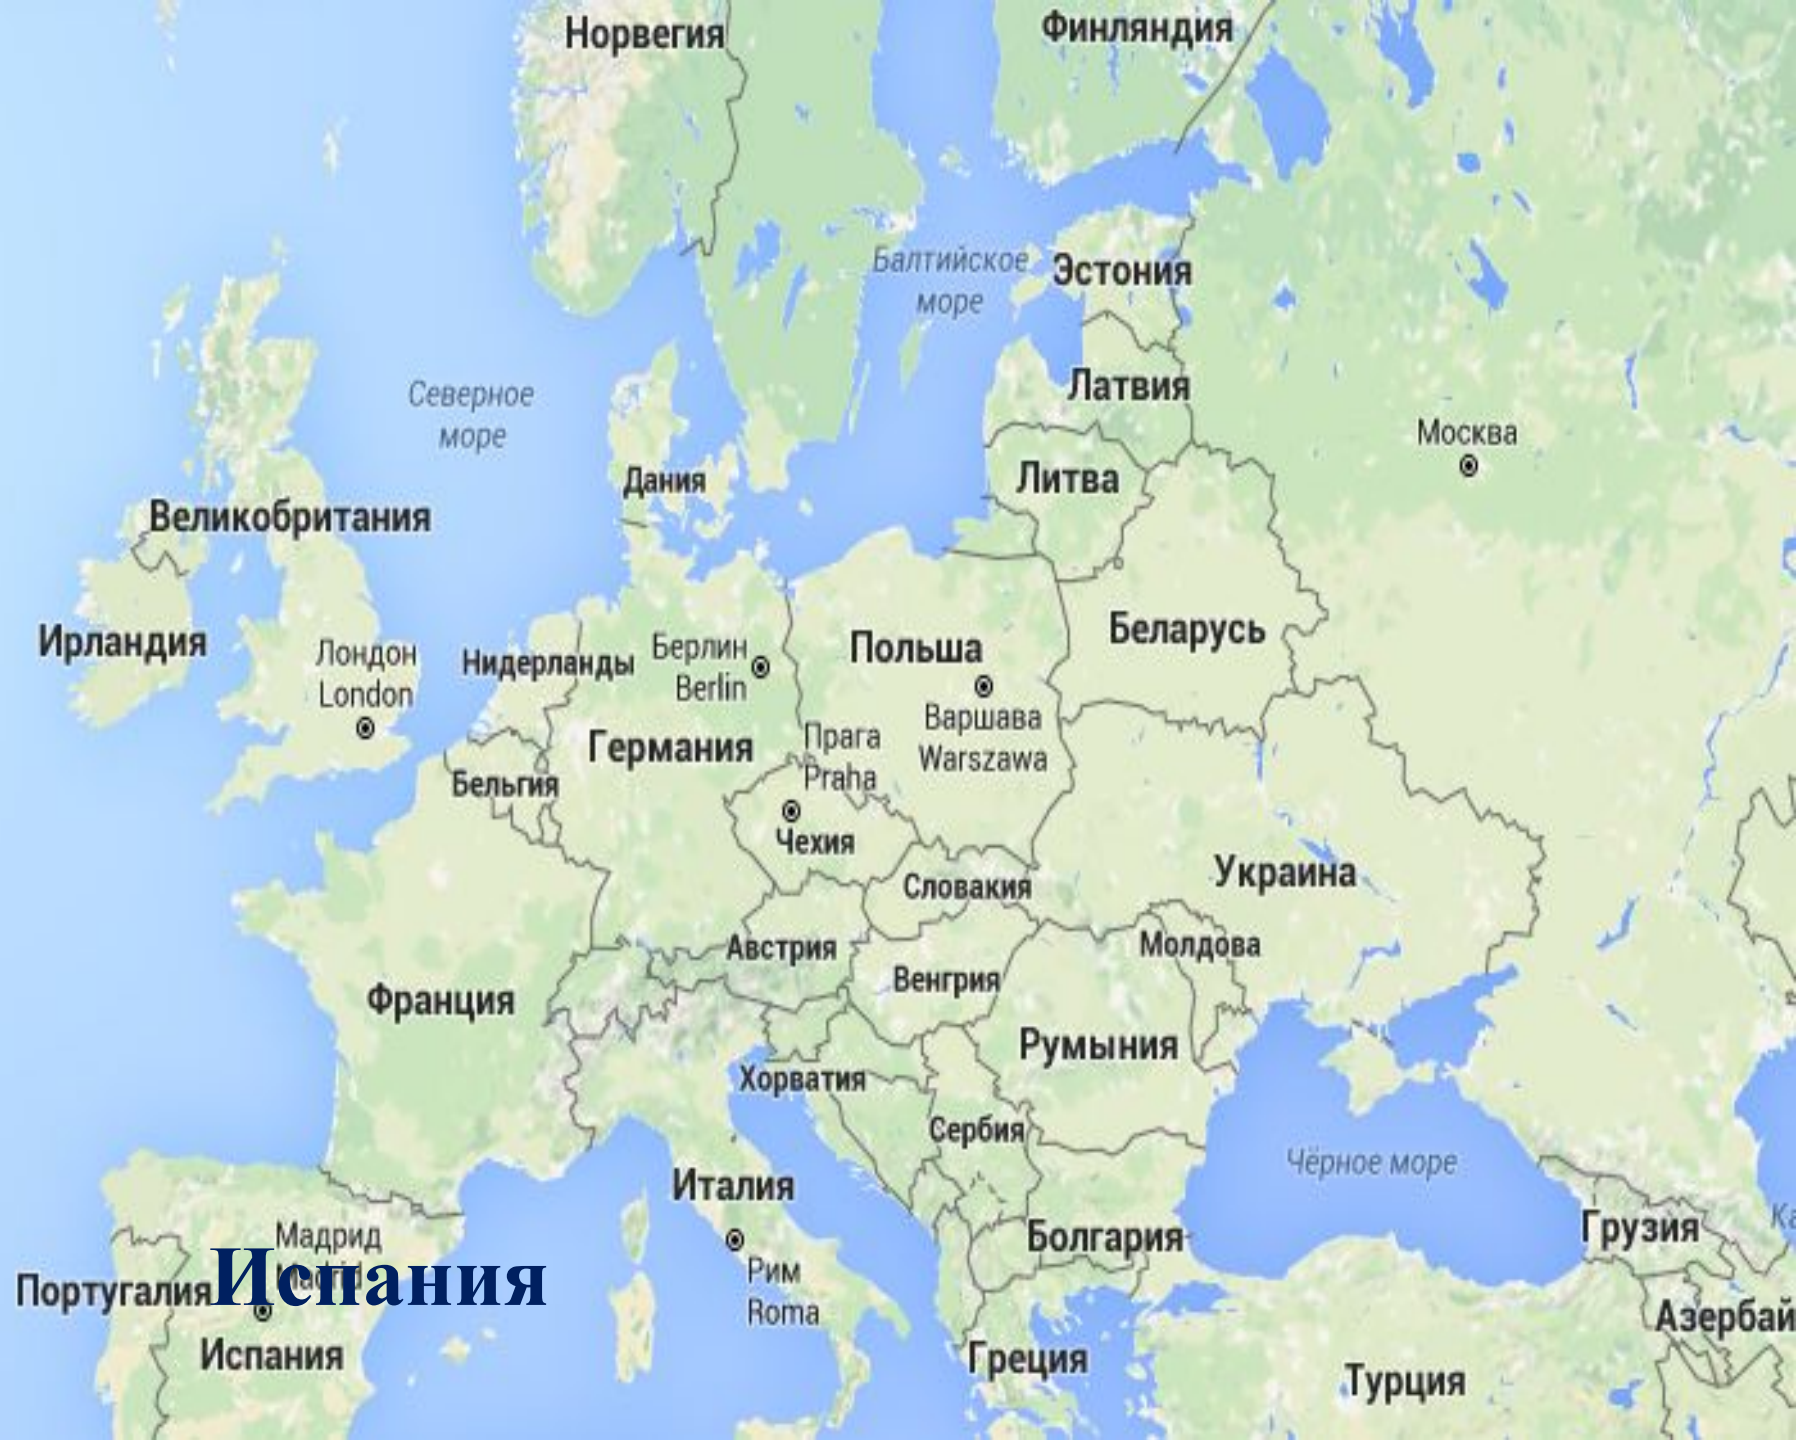 Норвегия
Финляндия
Балтийское
море
Эстония
Латвия
Северное
море
Москва
Дания
Литва
Великобритания
Ирландия
Лондон
London
Нидерланды
Берлин
Berlin
Польша
Беларусь
Варшава
Warszawa
Германия
Прага
Praha
Бельгия
Чехия
Украина
Словакия
Австрия
Молдова
Венгрия
Франция
Румыния
Хорватия
Сербия
Чёрное море
Италия
Болгария
Грузия
Ка
Мадрид
Madrid
Испания
Португалия
Рим
Roma
Азербай
Испания
Греция
Турция